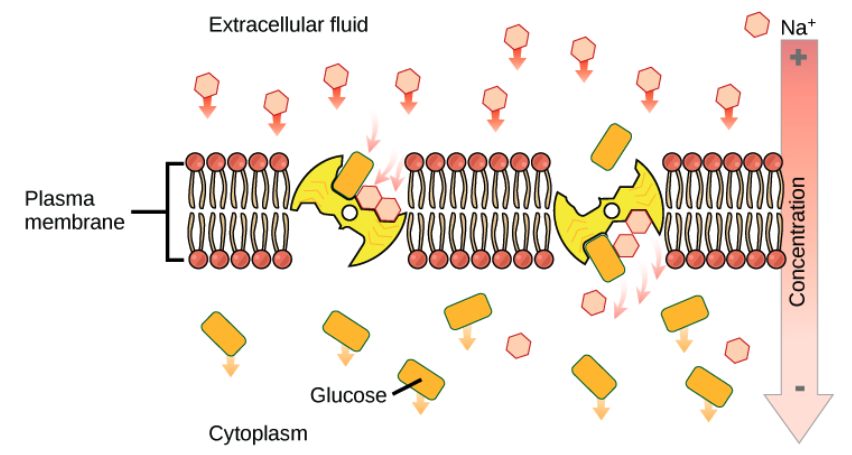 Extracellular fluid
Na⁺
+
Plasma
membrane
Concentration
-
Glucose
Cytoplasm